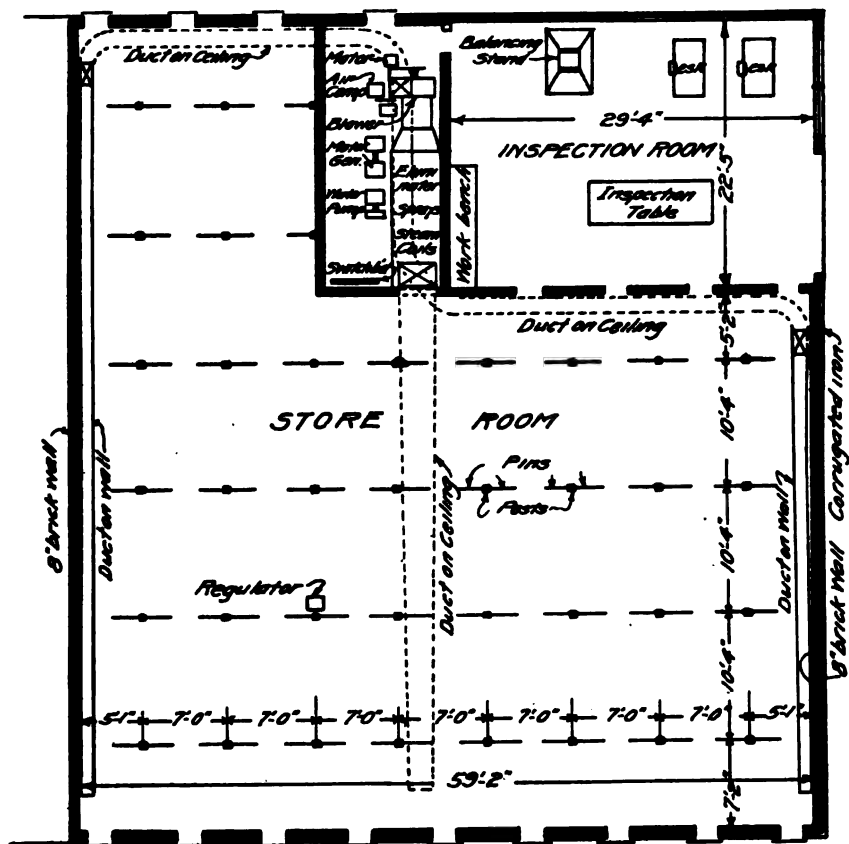 Duct on Ceiling
Motor
Air
Comp.
Blower
Motor
Gen.
Water
Pump
Elimi
nator
Sprays
Steam
Coils
Work bench
Balancing
Stand
Desk
Desk
29'-4"
INSPECTION ROOM
22'-5"
Inspection
Table
Duct on Ceiling
5'-2"
STORE ROOM
10'-4"
Pins
Posts
Duct on Ceiling
8" brick wall
Duct on wall
Duct on Wall
8" brick Wall Corrugated iron
10'-4"
Regulator
10'-4"
5'-1" 7'-0" 7'-0" 7'-0" 7'-0" 7'-0" 7'-0" 7'-0" 5'-1"
59'-2"
7'-2"